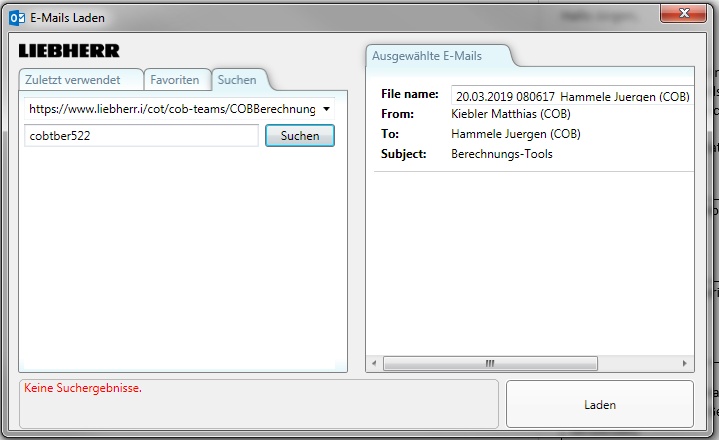 E-Mails Laden
LIEBHERR
Zuletzt verwendet
Favoriten
Suchen
https://www.liebherr.i/cot/cob-teams/COBBerechnung
cobtber522
Suchen
Keine Suchergebnisse.
Ausgewählte E-Mails
File name: 20.03.2019 080617 Hammele Juergen (COB)
From: Kiebler Matthias (COB)
To: Hammele Juergen (COB)
Subject: Berechnungs-Tools
Laden